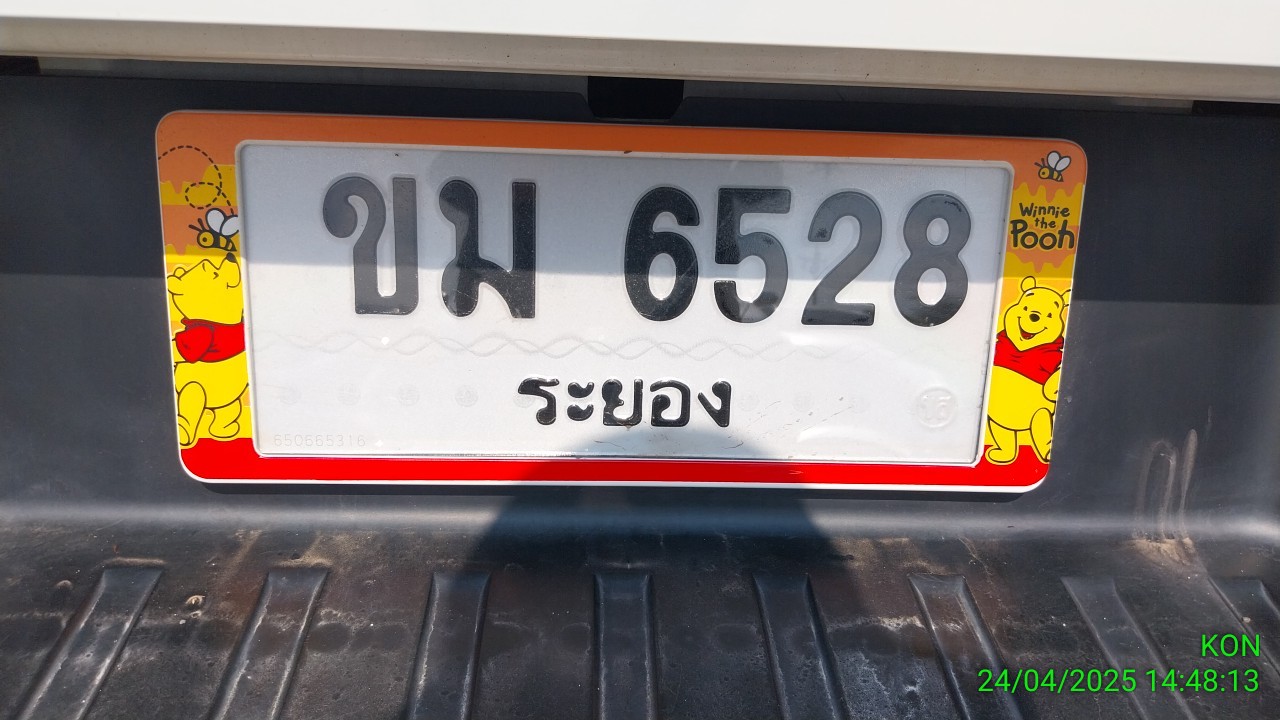 ขม 6528
ระยอง
650665316
Winnie
the
Pooh
KON
24/04/2025 14:48:13